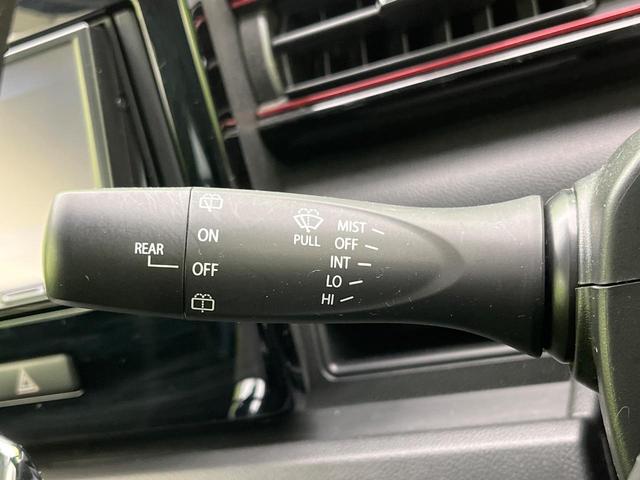 REAR
ON
OFF
PULL
MIST
OFF
INT
LO
HI